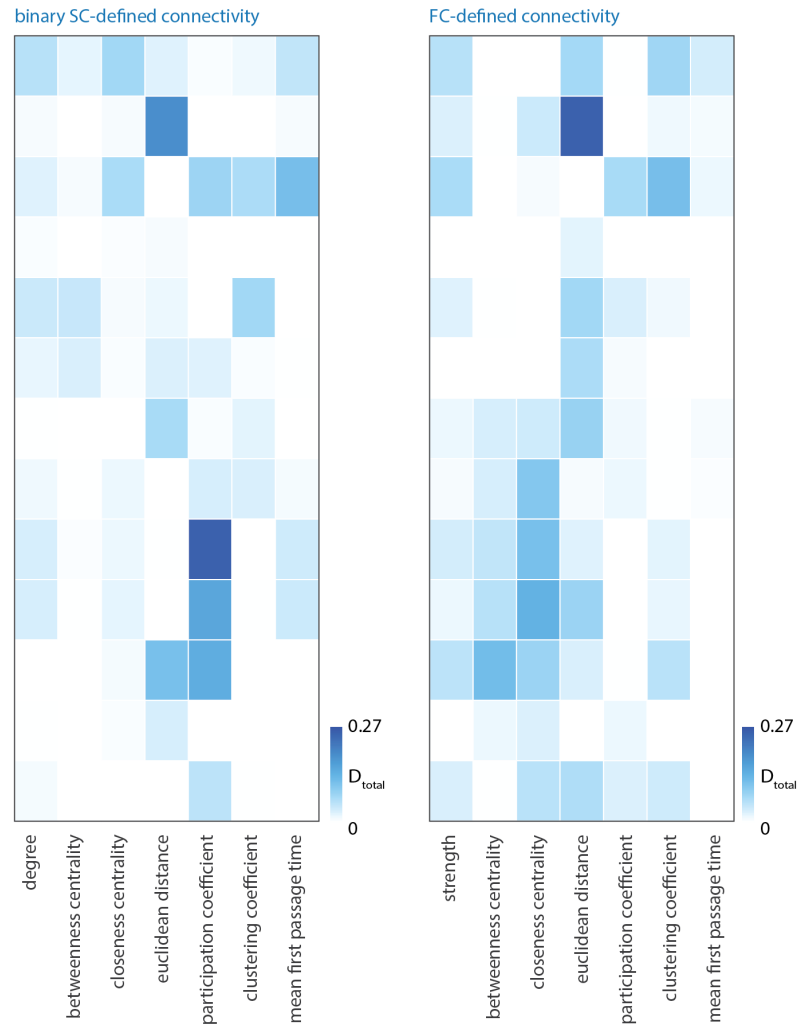 binary SC-defined connectivity
FC-defined connectivity
0.27
D total
0
0.27
D total
0
degree
betweenness centrality
closeness centrality
euclidean distance
participation coefficient
clustering coefficient
mean first passage time
strength
betweenness centrality
closeness centrality
euclidean distance
participation coefficient
clustering coefficient
mean first passage time